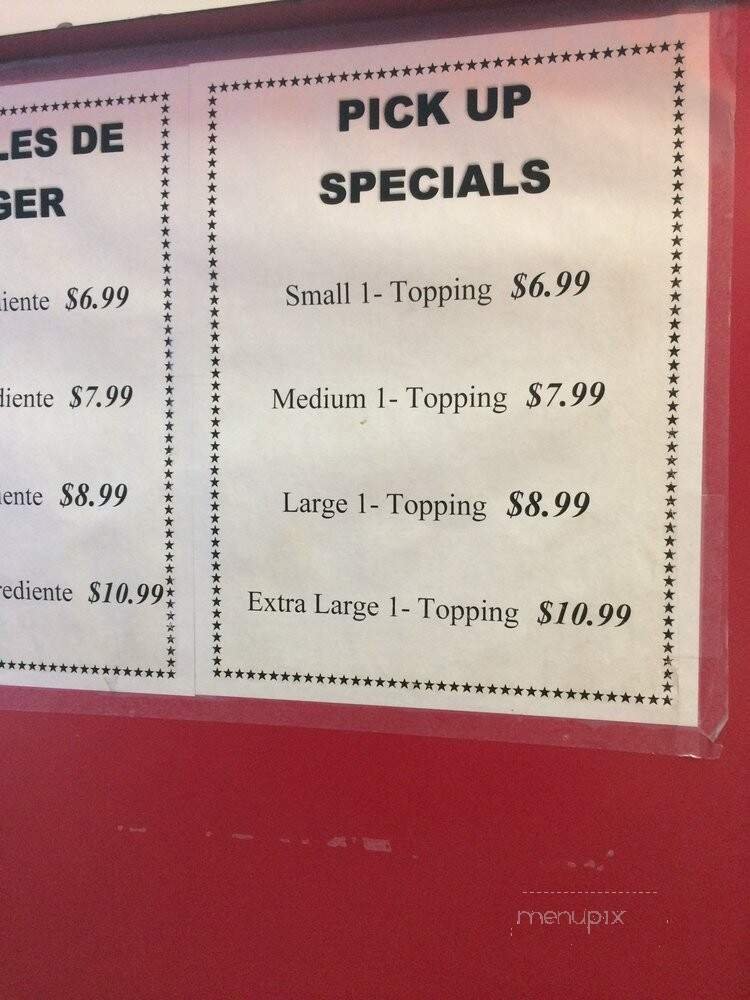 LES DE
GER
iente $6.99
diente $7.99
iente $8.99
rediente $10.99
PICK UP
SPECIALS
Small 1- Topping $6.99
Medium 1- Topping $7.99
Large 1- Topping $8.99
Extra Large 1- Topping $10.99
menupix